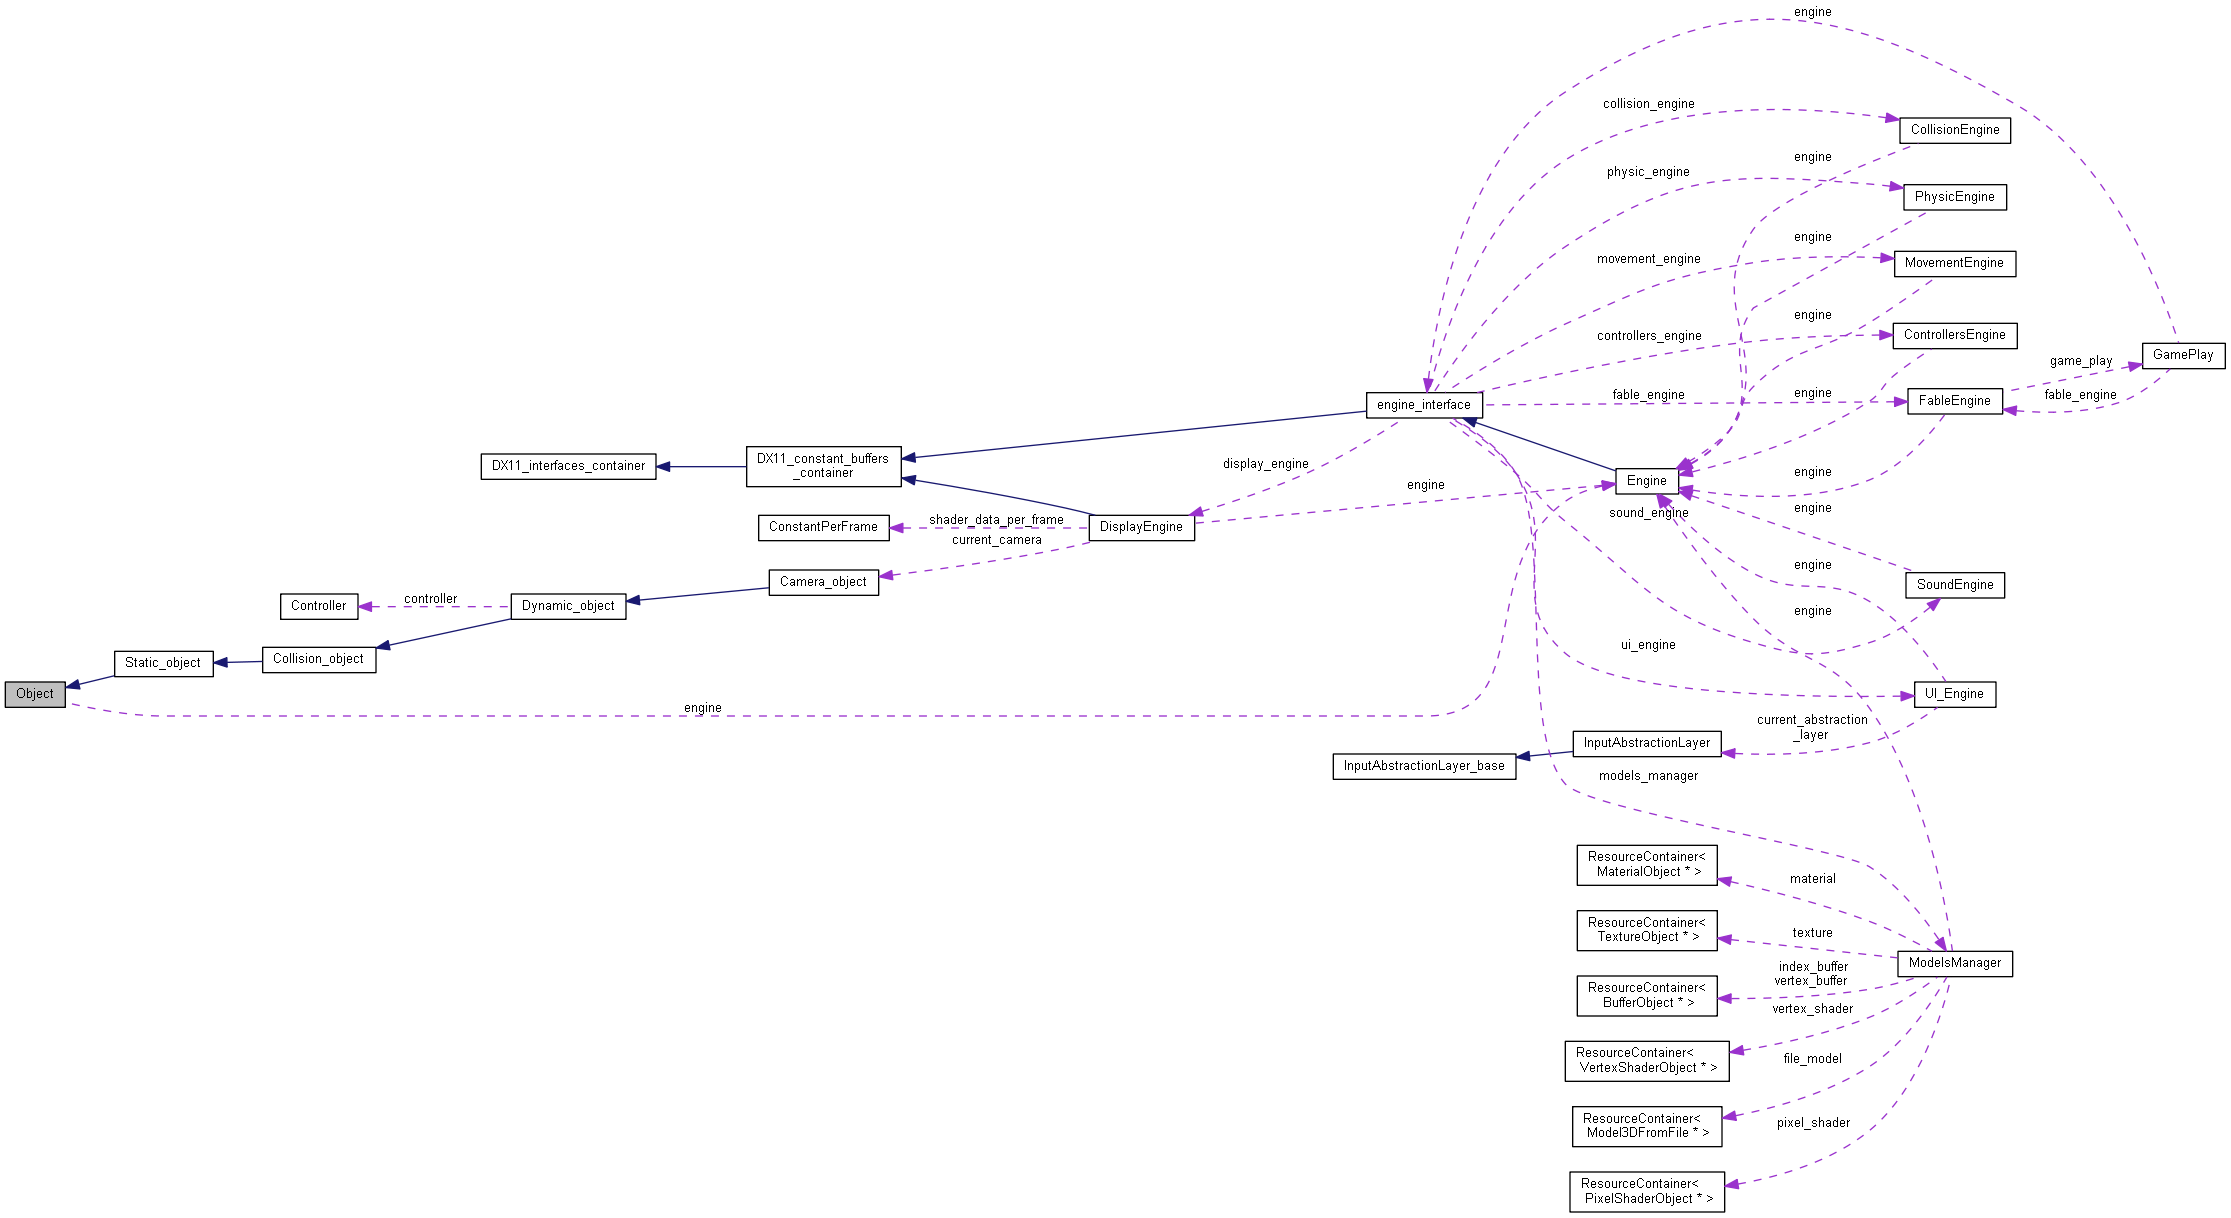 engine
collision_engine
CollisionEngine
engine
physic_engine
PhysicEngine
engine
movement_engine
MovementEngine
engine
controllers_engine
ControllersEngine
GamePlay
game_play
fable_engine
engine
fable_engine
FableEngine
engine_interface
DX11_interfaces_container
DX11_constant_buffers
_container
display_engine
engine
Engine
engine
sound_engine
engine
ConstantPerFrame
shader_data_per_frame
current_camera
DisplayEngine
engine
SoundEngine
Camera_object
Controller
controller
Dynamic_object
engine
Static_object
Collision_object
ui_engine
Object
engine
UI_Engine
current_abstraction
_layer
InputAbstractionLayer
InputAbstractionLayer_base
models_manager
ResourceContainer<
MaterialObject * >
material
ResourceContainer<
TextureObject * >
texture
ModelsManager
index_buffer
vertex_buffer
ResourceContainer<
BufferObject * >
vertex_shader
ResourceContainer<
VertexShaderObject * >
file_model
ResourceContainer<
Model3DFromFile * >
pixel_shader
ResourceContainer<
PixelShaderObject * >